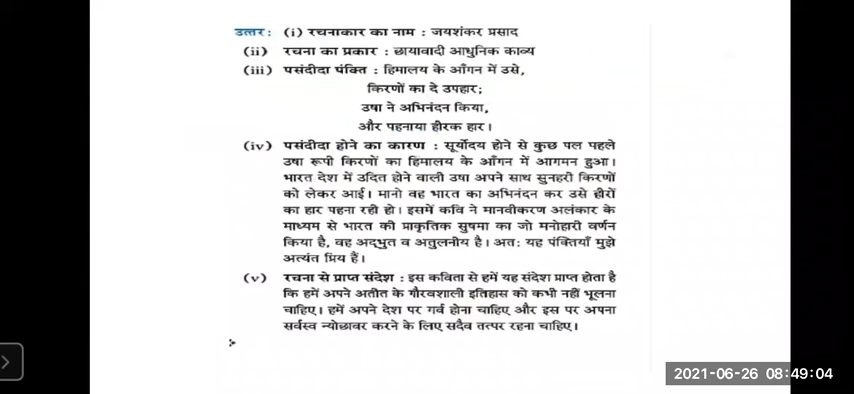 उत्तर: (i) रचनाकार का नाम : जयशंकर प्रसाद
(ii) रचना का प्रकार : छायावादी आधुनिक काव्य
(iii) पसंदीदा पंक्ति : हिमालय के आँगन में उसे,
किरणों का दे उपहार;
उषा ने अभिनंदन किया,
और पहनाया हीरक हार।
(iv) पसंदीदा होने का कारण : सूर्योदय होने से कुछ पल पहले
उषा रूपी किरणों का हिमालय के आँगन में आगमन हुआ।
भारत देश में उदित होने वाली उषा अपने साथ सुनहरी किरणों
को लेकर आई। मानो वह भारत का अभिनंदन कर उसे हीरों
का हार पहना रही हो। इसमें कवि ने मानवीकरण अलंकार के
माध्यम से भारत की प्राकृतिक सुषमा का जो मनोहारी वर्णन
किया है, वह अद्भुत व अतुलनीय है। अतः यह पंक्तियाँ मुझे
अत्यंत प्रिय हैं।
(v) रचना से प्राप्त संदेश : इस कविता से हमें यह संदेश प्राप्त होता है
कि हमें अपने अतीत के गौरवशाली इतिहास को कभी नहीं भूलना
चाहिए। हमें अपने देश पर गर्व होना चाहिए और इस पर अपना
सर्वस्व न्योछावर करने के लिए सदैव तत्पर रहना चाहिए।
2021-06-26 08:49:04